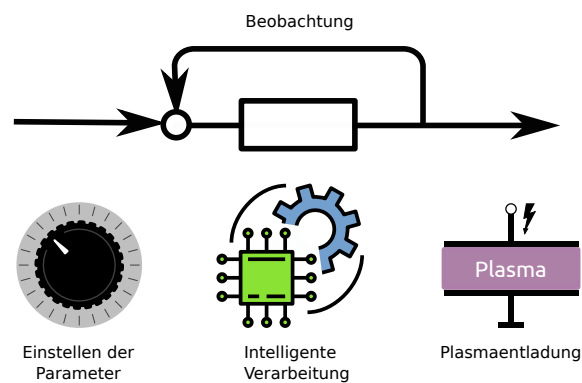 Beobachtung
Plasma
Einstellen der
Parameter
Intelligente
Verarbeitung
Plasmaentladung